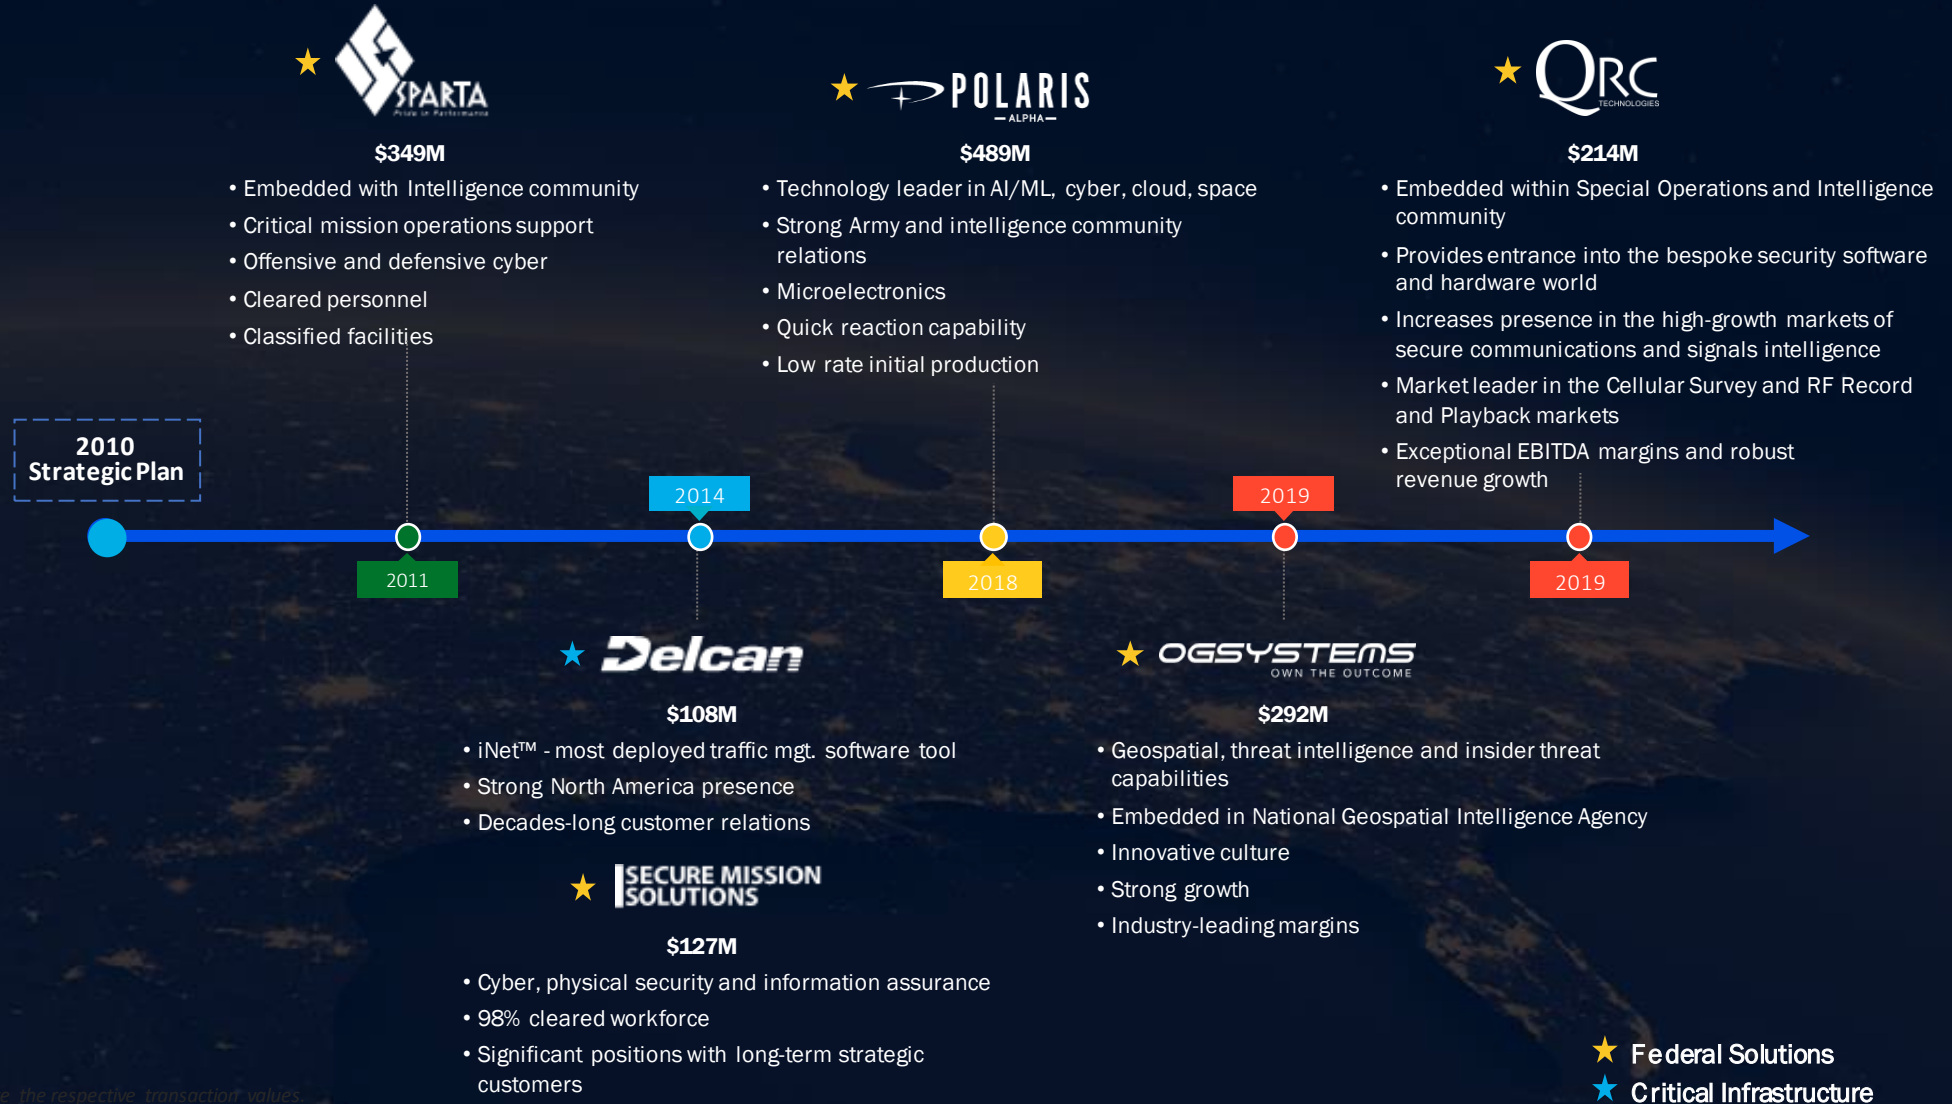 SPARTA
Pride in Performance
$349M
• Embedded with Intelligence community
• Critical mission operations support
• Offensive and defensive cyber
• Cleared personnel
• Classified facilities
POLARIS
ALPHA
$489M
• Technology leader in AI/ML, cyber, cloud, space
• Strong Army and intelligence community
relations
• Microelectronics
• Quick reaction capability
• Low rate initial production
QRC
TECHNOLOGIES
$214M
• Embedded within Special Operations and Intelligence
community
• Provides entrance into the bespoke security software
and hardware world
• Increases presence in the high-growth markets of
secure communications and signals intelligence
• Market leader in the Cellular Survey and RF Record
and Playback markets
• Exceptional EBITDA margins and robust
revenue growth
2010
Strategic Plan
2011
2014
2018
2019
2019
Delcan
$108M
• iNet™ - most deployed traffic mgt. software tool
• Strong North America presence
• Decades-long customer relations
SECURE MISSION
SOLUTIONS
$127M
• Cyber, physical security and information assurance
• 98% cleared workforce
• Significant positions with long-term strategic
customers
OGSYSTEMS
OWN THE OUTCOME
$292M
• Geospatial, threat intelligence and insider threat
capabilities
• Embedded in National Geospatial Intelligence Agency
• Innovative culture
• Strong growth
• Industry-leading margins
Federal Solutions
Critical Infrastructure
the respective transaction values.